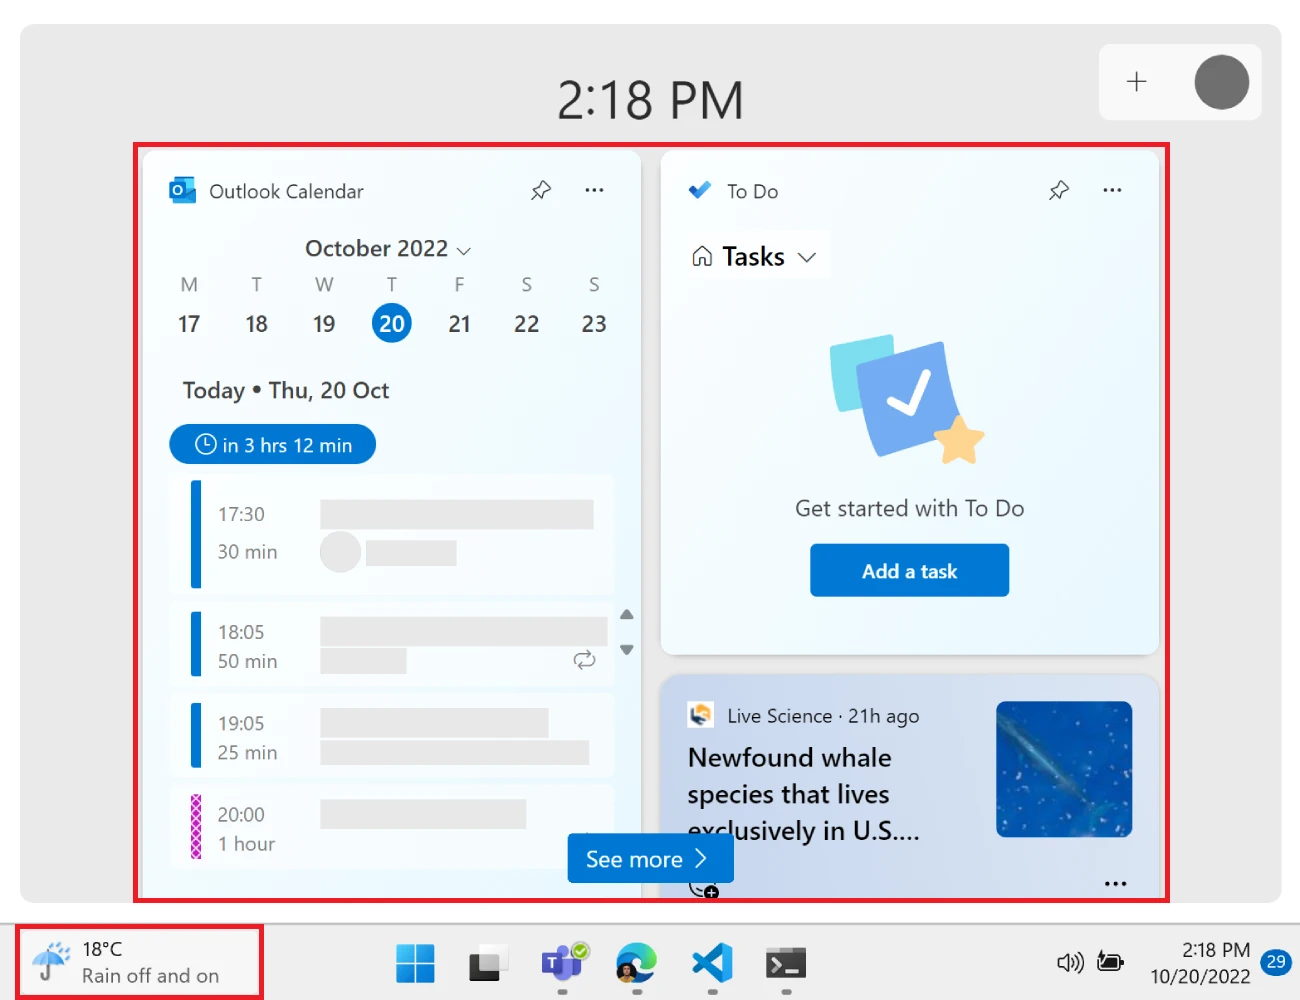 2:18 PM
Outlook Calendar
October 2022
M T W T F S S
17 18 19 20 21 22 23
Today • Thu, 20 Oct
in 3 hrs 12 min
17:30
30 min
18:05
50 min
19:05
25 min
20:00
1 hour
To Do
Tasks
Get started with To Do
Add a task
Live Science · 21h ago
Newfound whale
species that lives
exclusively in U.S....
See more
18°C
Rain off and on
2:18 PM
10/20/2022
29